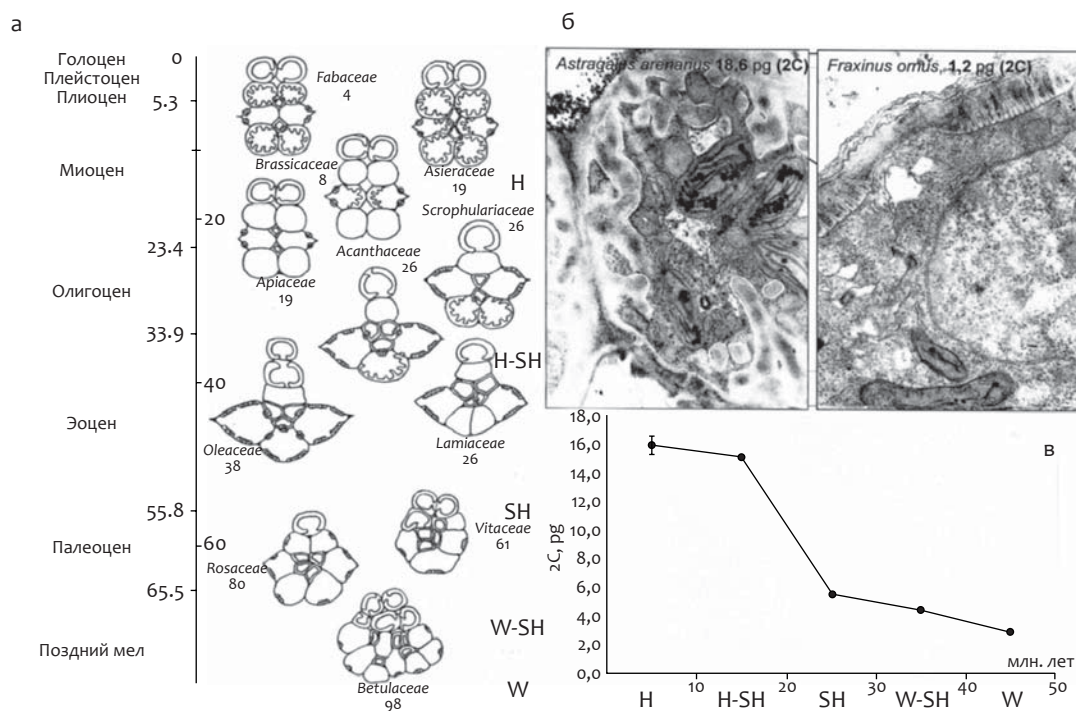 а
Голоцен
Плейстоцен
Плиоцен
0
5.3
Миоцен
20
23.4
Олигоцен
33.9
40
Эоцен
55.8
Палеоцен
60
65.5
Поздний мел
Fabaceae
4
Brassicaceae
8
Asieraceae
19
H
Scrophulariaceae
26
Acanthaceae
26
Apiaceae
19
H-SH
Oleaceae
38
Lamiaceae
26
SH
Vitaceae
61
Rosaceae
80
W-SH
Betulaceae
98
W
б
Astragalus arenarius 18,6 pg (2C)
Fraxinus ornus, 1,2 pg (2C)
в
2C, pg
18,0
16,0
14,0
12,0
10,0
8,0
6,0
4,0
2,0
0,0
млн. лет
10 20 30 40 50
H H-SH SH W-SH W